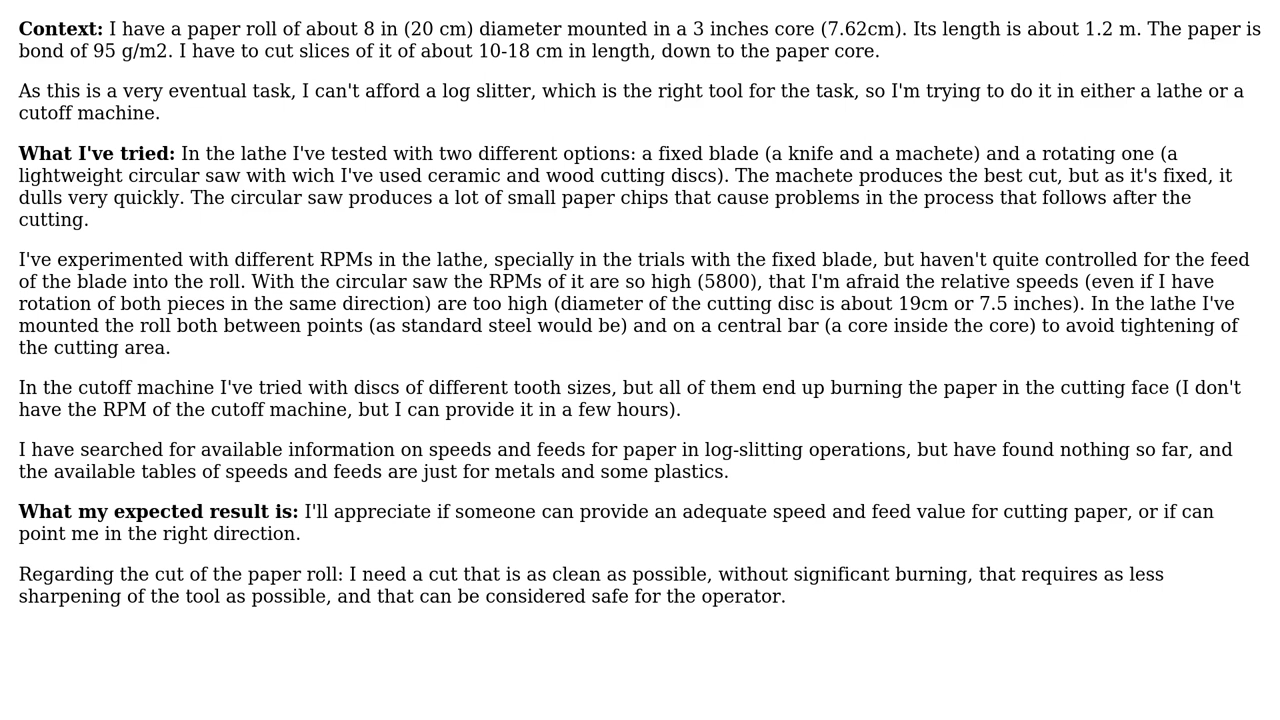 Context: I have a paper roll of about 8 in (20 cm) diameter mounted in a 3 inches core (7.62cm). Its length is about 1.2 m. The paper is
bond of 95 g/m2. I have to cut slices of it of about 10-18 cm in length, down to the paper core.
As this is a very eventual task, I can't afford a log slitter, which is the right tool for the task, so I'm trying to do it in either a lathe or a
cutoff machine.
What I've tried: In the lathe I've tested with two different options: a fixed blade (a knife and a machete) and a rotating one (a
lightweight circular saw with wich I've used ceramic and wood cutting discs). The machete produces the best cut, but as it's fixed, it
dulls very quickly. The circular saw produces a lot of small paper chips that cause problems in the process that follows after the
cutting.
I've experimented with different RPMs in the lathe, specially in the trials with the fixed blade, but haven't quite controlled for the feed
of the blade into the roll. With the circular saw the RPMs of it are so high (5800), that I'm afraid the relative speeds (even if I have
rotation of both pieces in the same direction) are too high (diameter of the cutting disc is about 19cm or 7.5 inches). In the lathe I've
mounted the roll both between points (as standard steel would be) and on a central bar (a core inside the core) to avoid tightening of
the cutting area.
In the cutoff machine I've tried with discs of different tooth sizes, but all of them end up burning the paper in the cutting face (I don't
have the RPM of the cutoff machine, but I can provide it in a few hours).
I have searched for available information on speeds and feeds for paper in log-slitting operations, but have found nothing so far, and
the available tables of speeds and feeds are just for metals and some plastics.
What my expected result is: I'll appreciate if someone can provide an adequate speed and feed value for cutting paper, or if can
point me in the right direction.
Regarding the cut of the paper roll: I need a cut that is as clean as possible, without significant burning, that requires as less
sharpening of the tool as possible, and that can be considered safe for the operator.